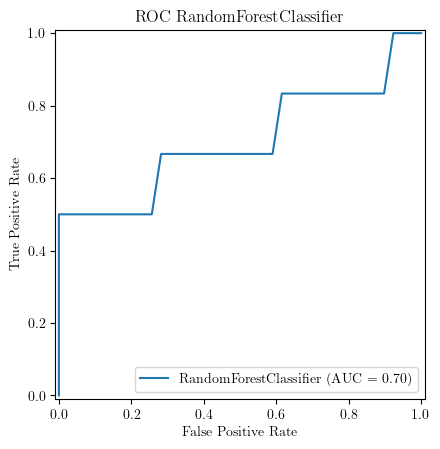 ROC RandomForestClassifier
1.0
0.8
0.6
0.4
0.2
0.0
True Positive Rate
RandomForestClassifier (AUC = 0.70)
0.0 0.2 0.4 0.6 0.8 1.0
False Positive Rate